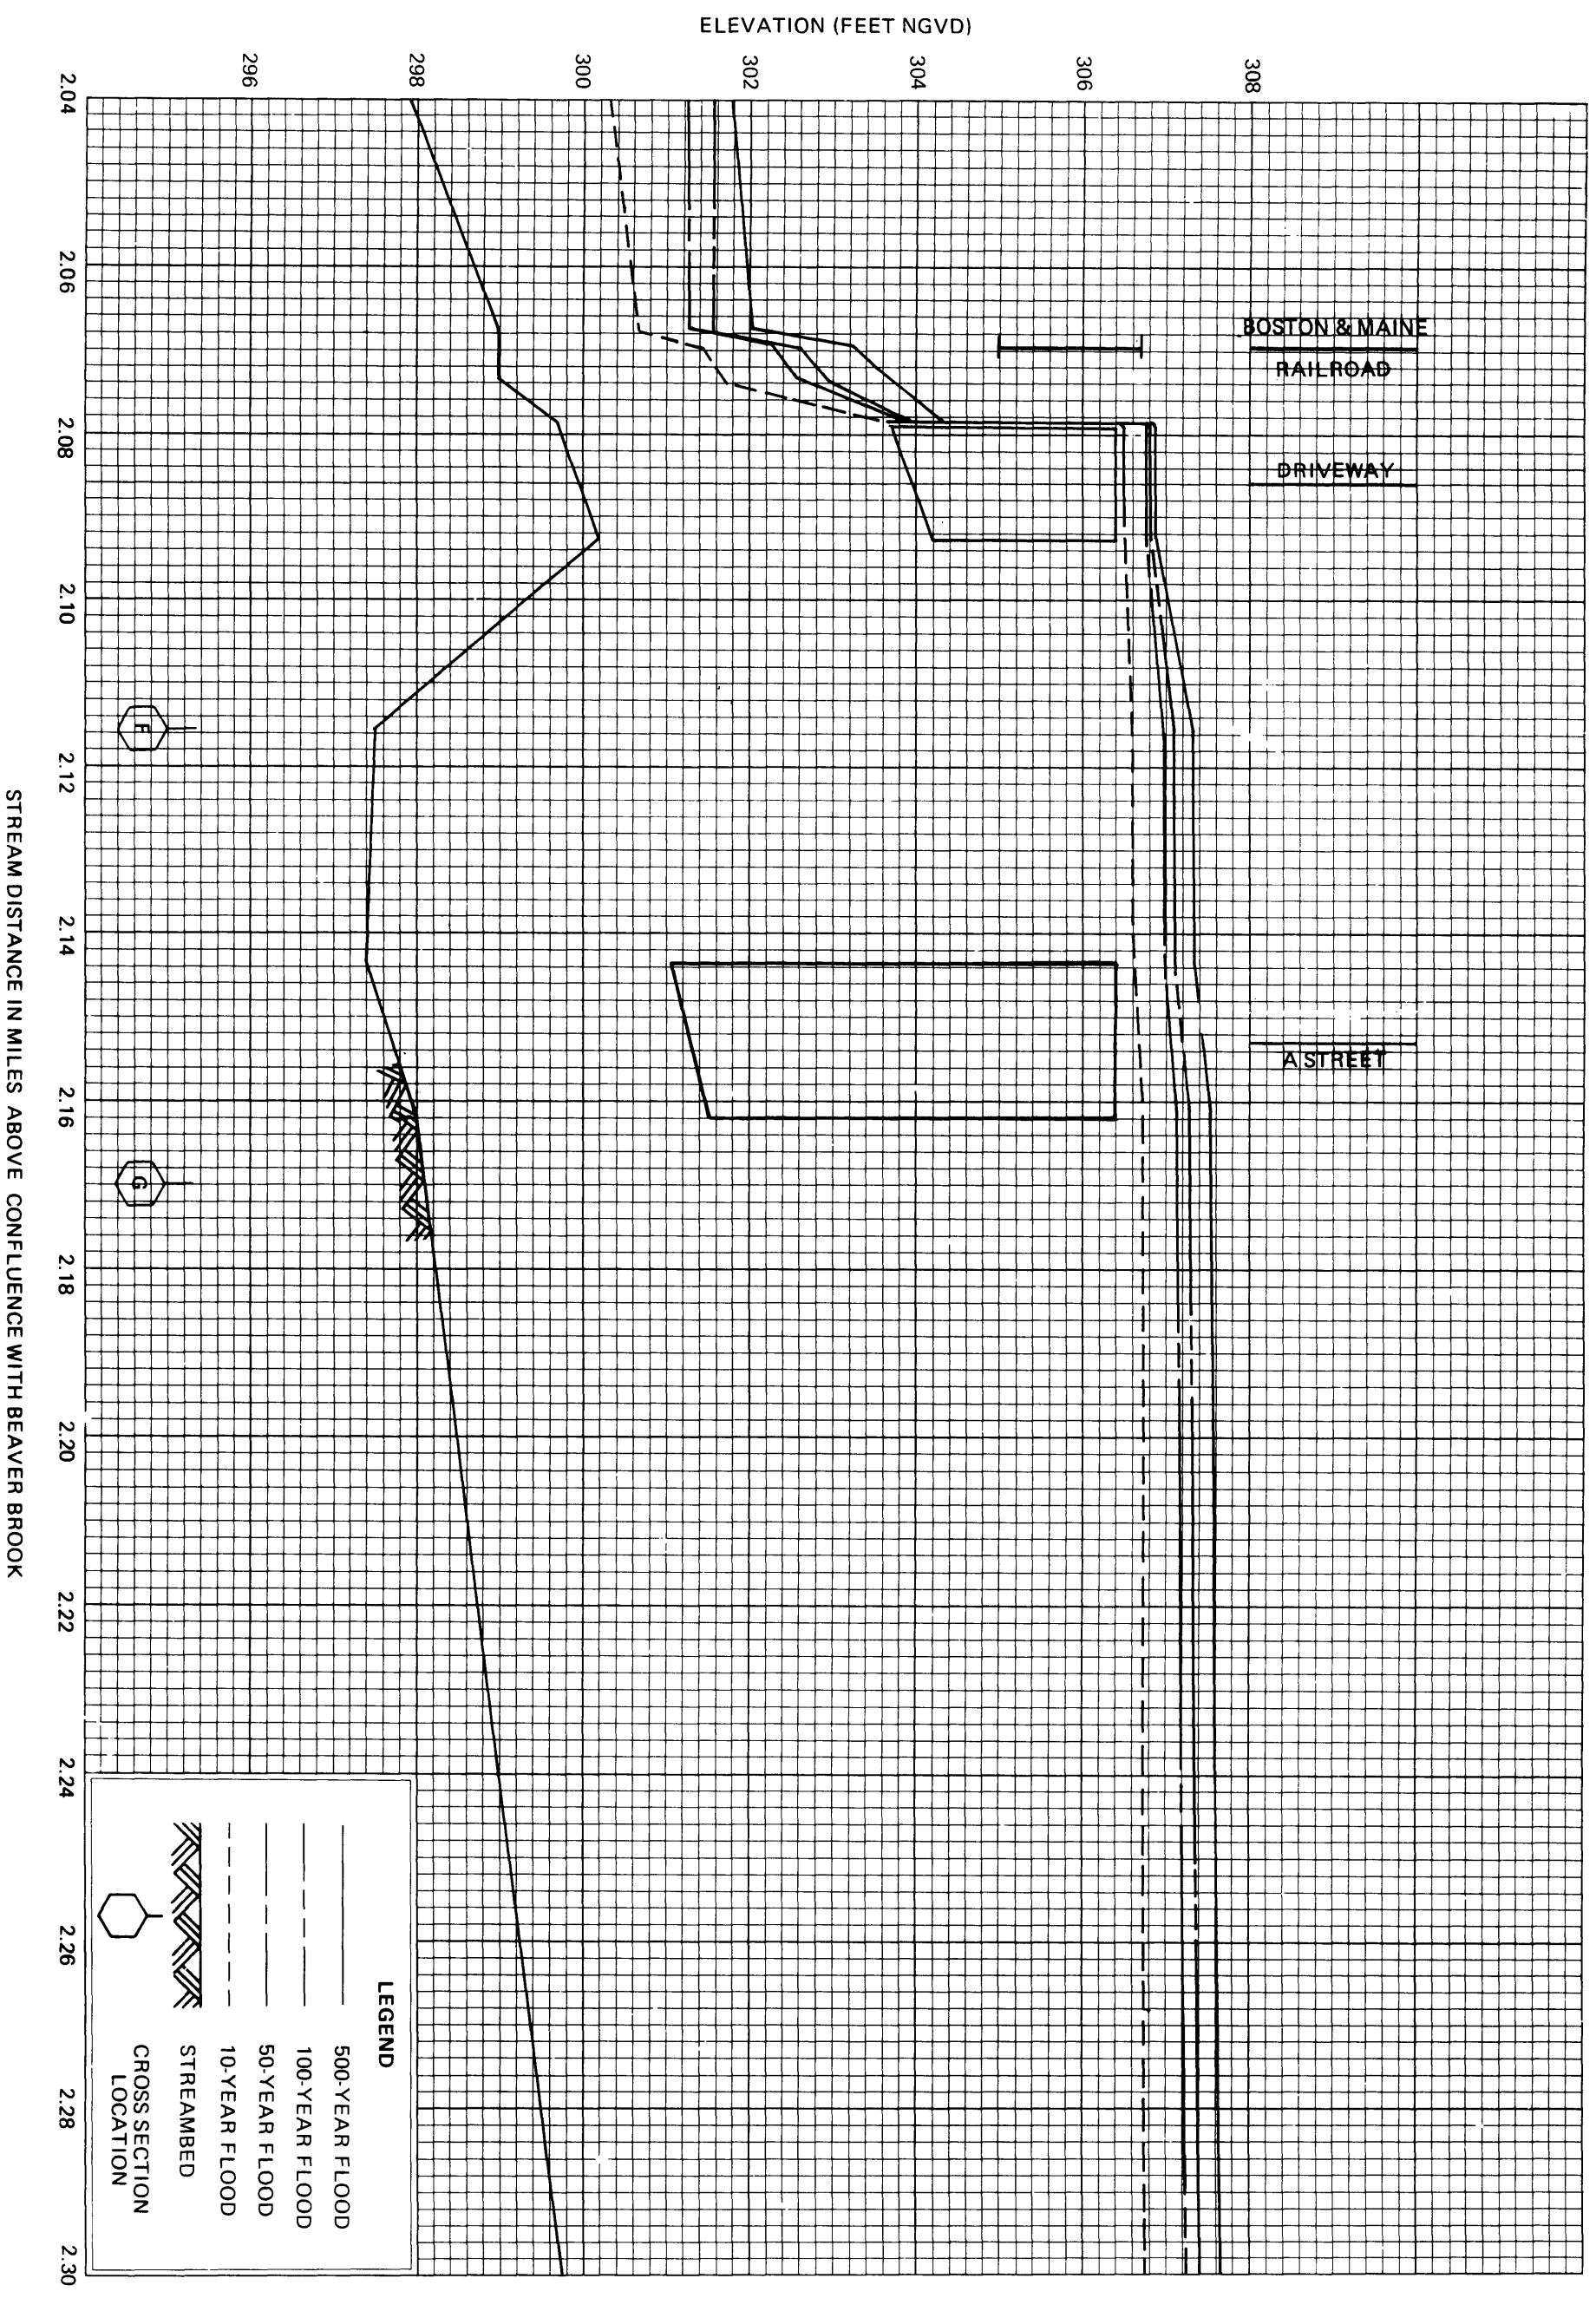 ELEVATION (FEET NGVD)
296
298
300
302
304
306
308
BOSTON & MAINE
RAILROAD
DRIVEWAY
A STREET
F
G
2.04
2.06
2.08
2.10
2.12
2.14
2.16
2.18
2.20
2.22
2.24
2.26
2.28
2.30
STREAM DISTANCE IN MILES ABOVE CONFLUENCE WITH BEAVER BROOK
LEGEND
500-YEAR FLOOD
100-YEAR FLOOD
50-YEAR FLOOD
10-YEAR FLOOD
STREAMBED
CROSS SECTION
LOCATION